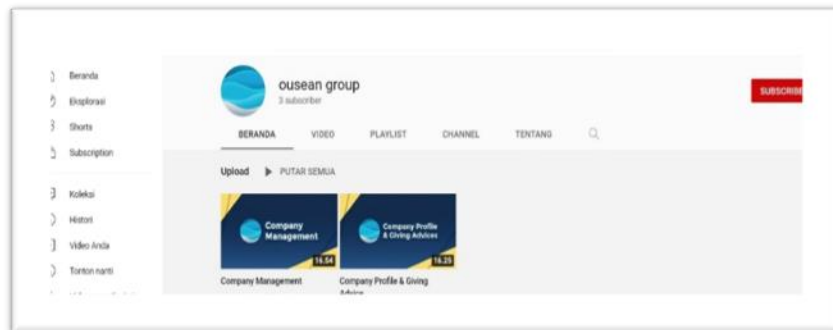 Beranda
Eksplorasi
Shorts
Subscription
Koleksi
Histori
Video Anda
Tonton nanti
ousean group
3 subscriber
SUBSCRIBE
BERANDA VIDEO PLAYLIST CHANNEL TENTANG
Upload PUTAR SEMUA
Company
Management
16.54
Company Management
Company Profile
& Giving Advices
16.25
Company Profile & Giving
Advice